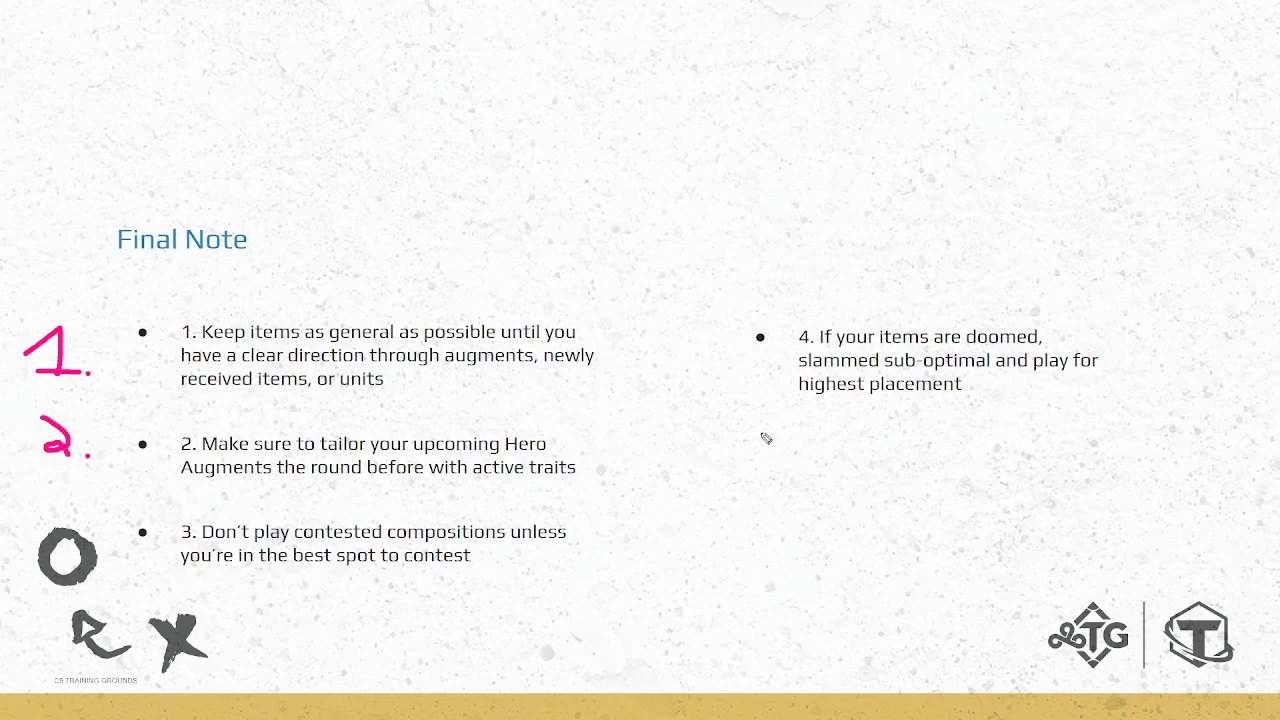 Final Note
1.
1. Keep items as general as possible until you
have a clear direction through augments, newly
received items, or units
2.
2. Make sure to tailor your upcoming Hero
Augments the round before with active traits
3. Don't play contested compositions unless
you're in the best spot to contest
4. If your items are doomed,
slammed sub-optimal and play for
highest placement
C9 TRAINING GROUNDS
TG
T